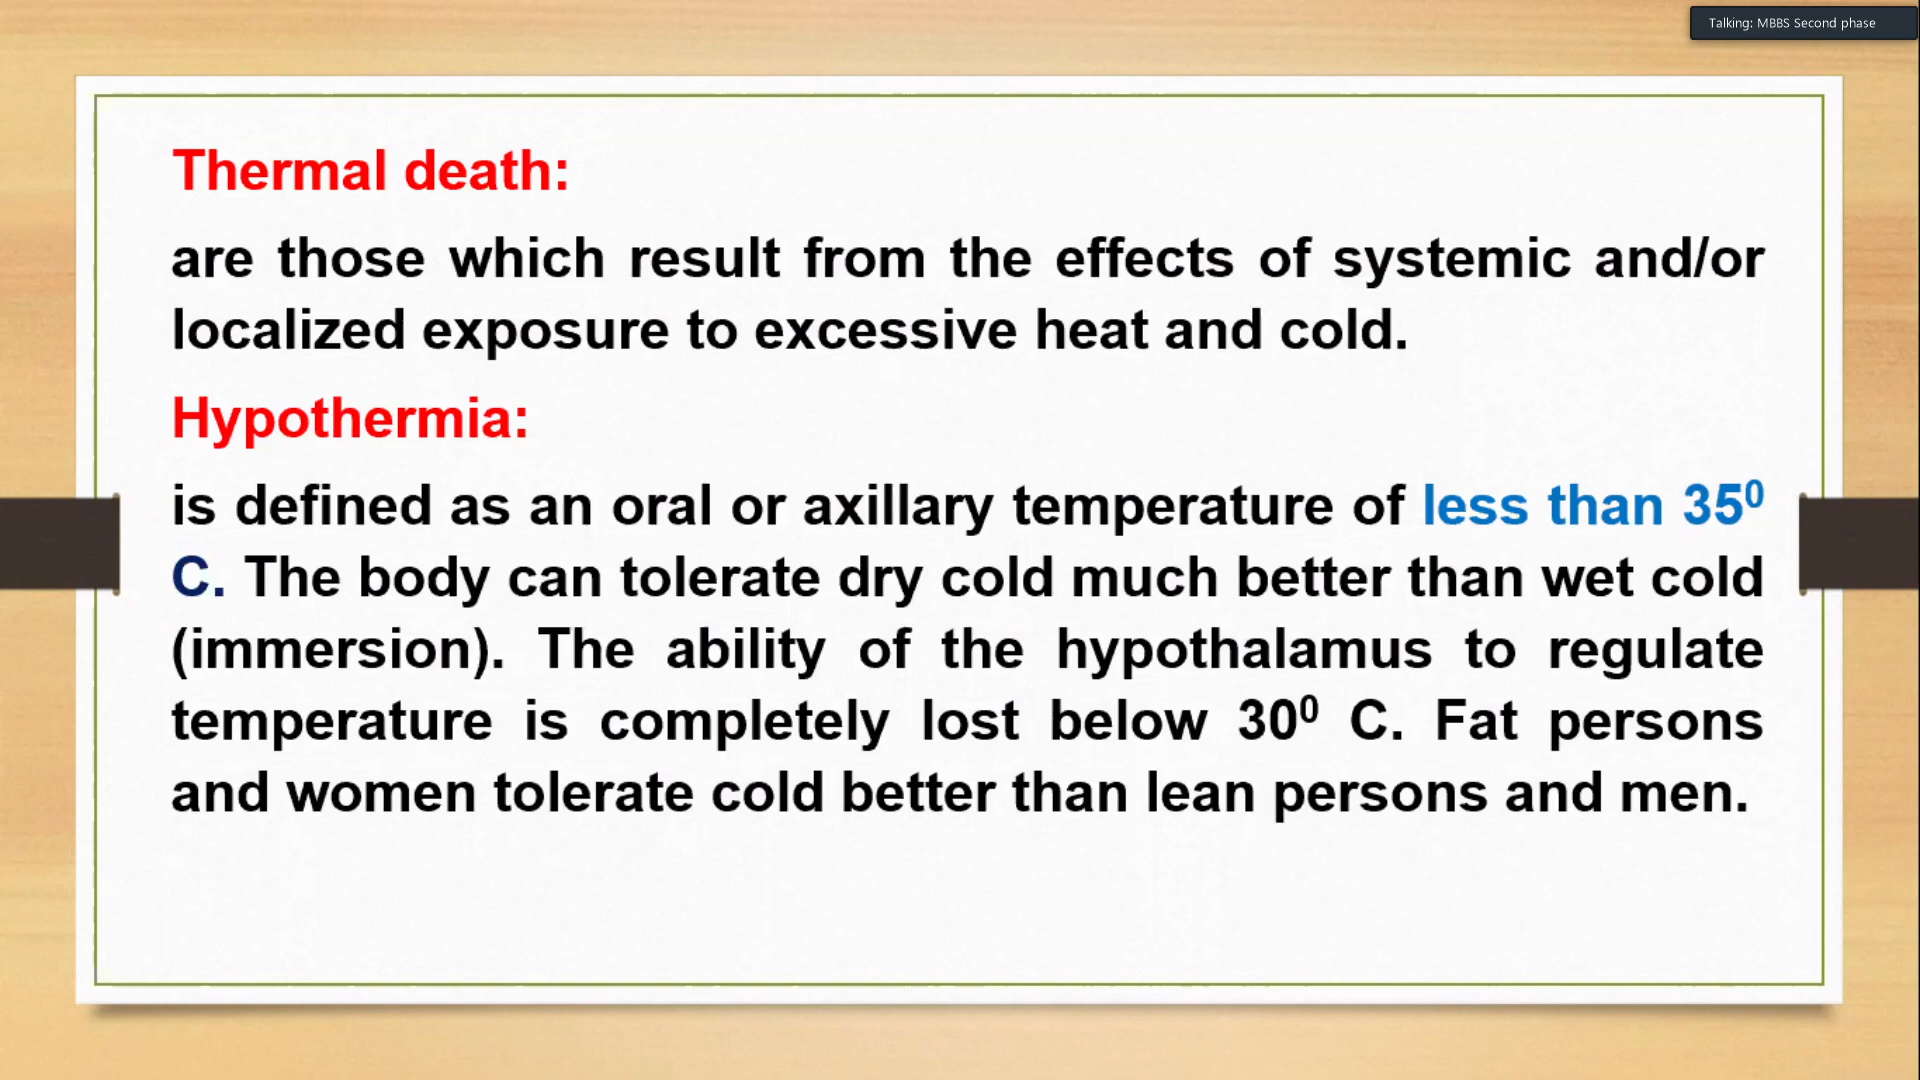 Talking: MBBS Second phase
Thermal death:
are those which result from the effects of systemic and/or
localized exposure to excessive heat and cold.
Hypothermia:
is defined as an oral or axillary temperature of less than 35⁰
C. The body can tolerate dry cold much better than wet cold
(immersion). The ability of the hypothalamus to regulate
temperature is completely lost below 30⁰ C. Fat persons
and women tolerate cold better than lean persons and men.